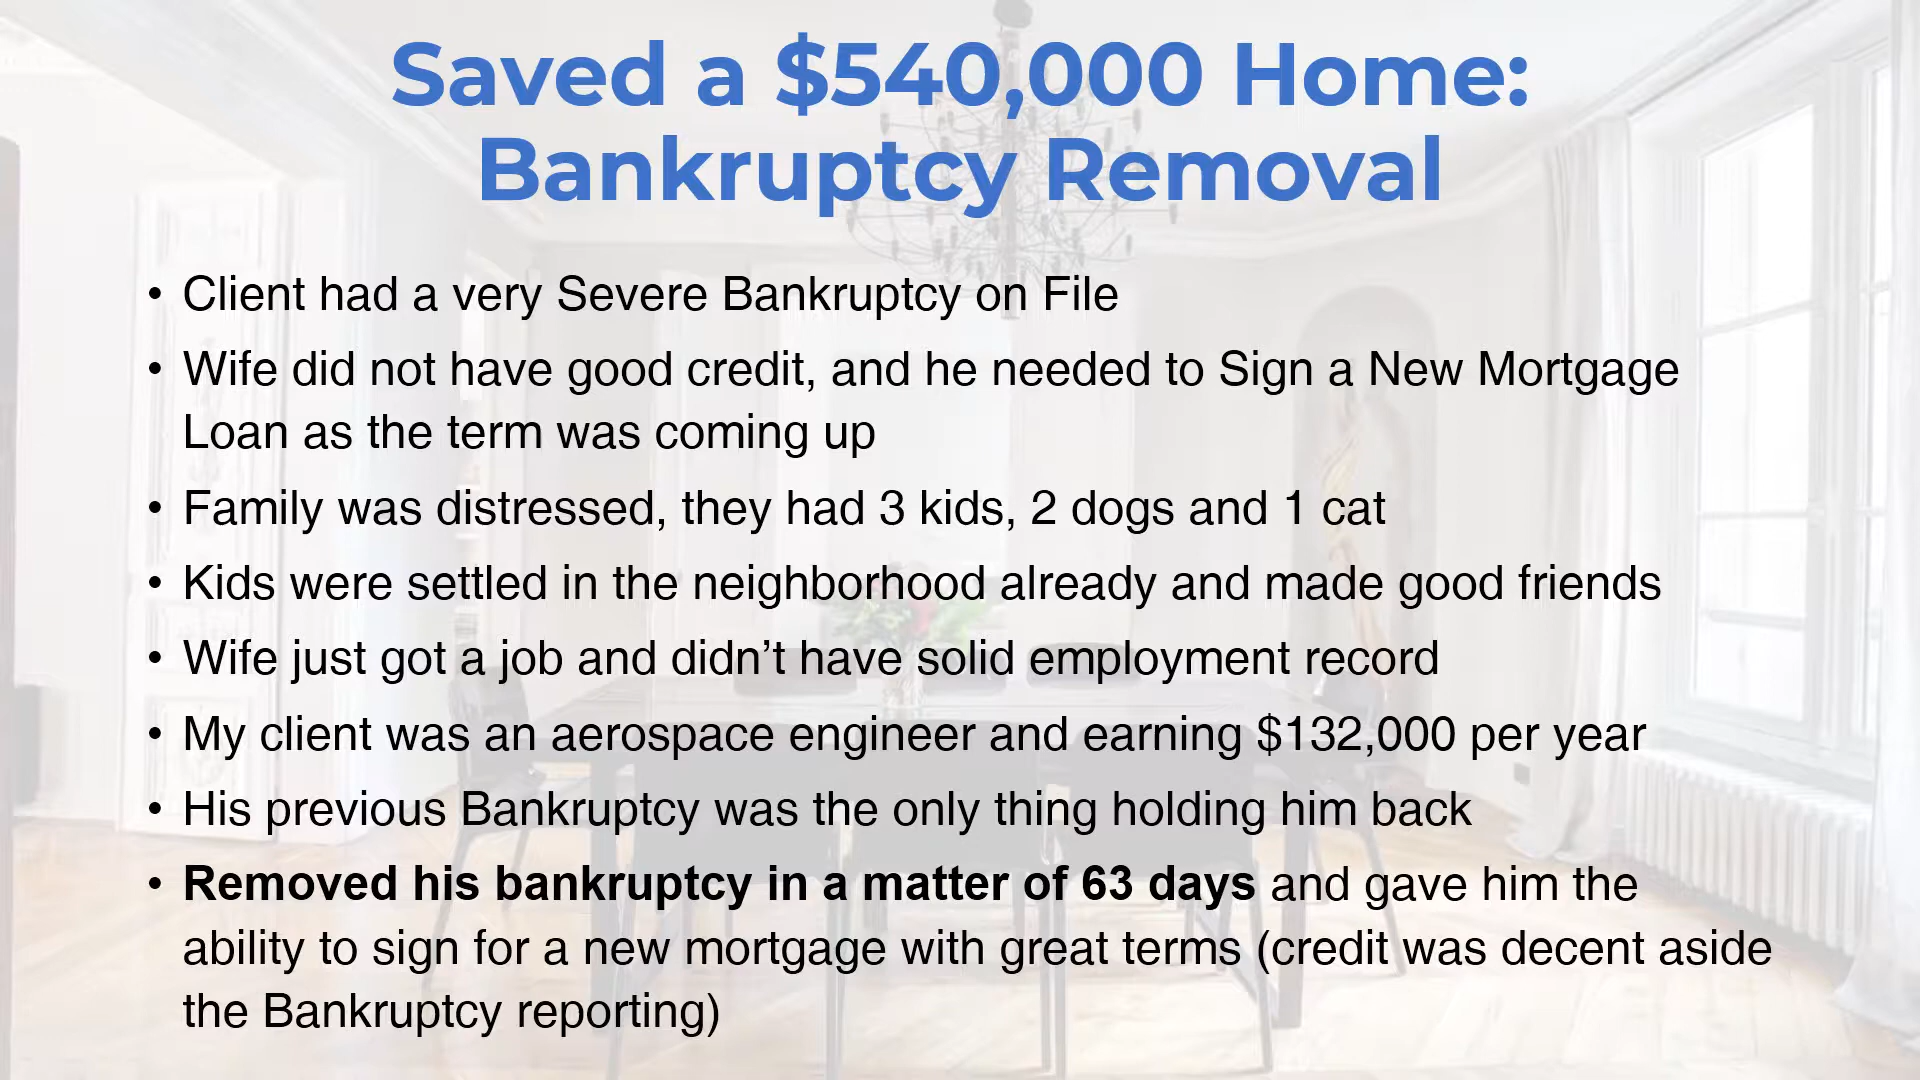 Saved a $540,000 Home:
Bankruptcy Removal
• Client had a very Severe Bankruptcy on File
• Wife did not have good credit, and he needed to Sign a New Mortgage
Loan as the term was coming up
• Family was distressed, they had 3 kids, 2 dogs and 1 cat
• Kids were settled in the neighborhood already and made good friends
• Wife just got a job and didn’t have solid employment record
• My client was an aerospace engineer and earning $132,000 per year
• His previous Bankruptcy was the only thing holding him back
• Removed his bankruptcy in a matter of 63 days and gave him the
ability to sign for a new mortgage with great terms (credit was decent aside
the Bankruptcy reporting)